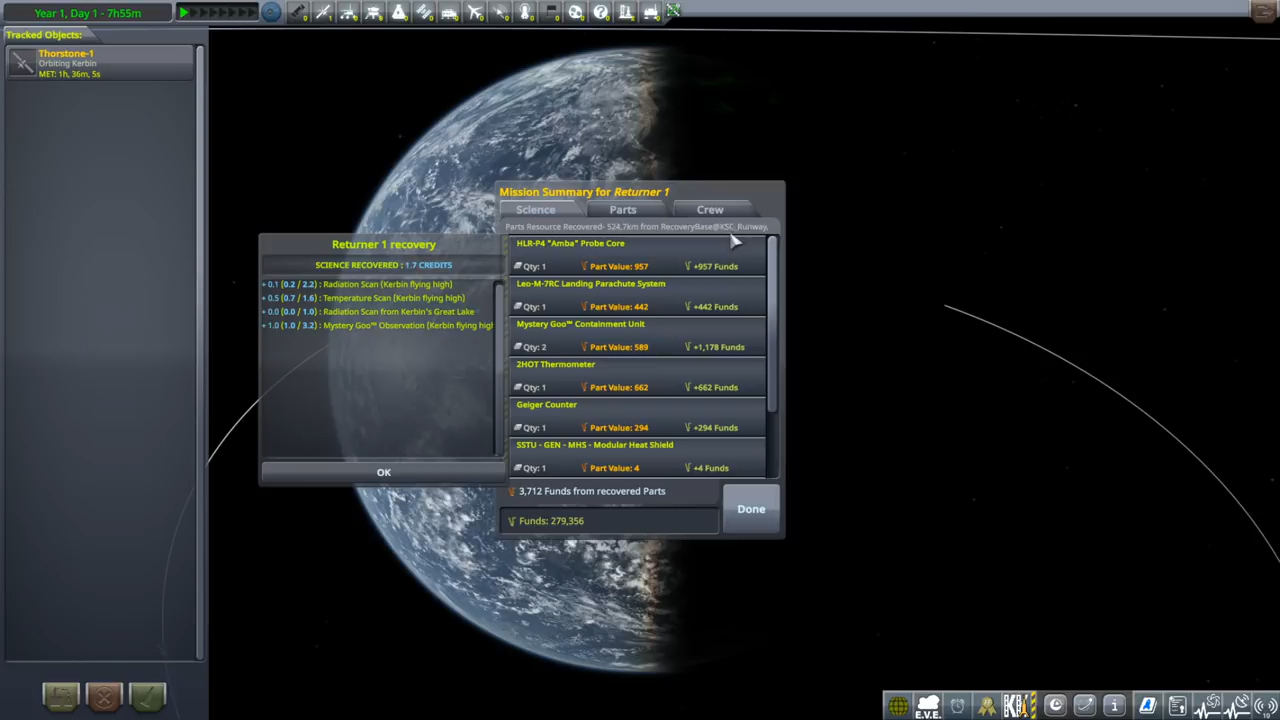 Year 1, Day 1 - 7h55m
Tracked Objects:
Thorstone-1
Orbiting Kerbin
MET: 1h, 36m, 5s
Mission Summary for Returner 1
Science
Parts
Crew
Parts Resource Recovered- 524.7km from RecoveryBase@KSC_Runway.
Returner 1 recovery
SCIENCE RECOVERED : 1.7 CREDITS
+ 0.1 (0.2 / 2.2) : Radiation Scan (Kerbin flying high)
+ 0.5 (0.7 / 1.6) : Temperature Scan (Kerbin flying high)
+ 0.0 (0.0 / 1.0) : Radiation Scan from Kerbin's Great Lake
+ 1.0 (1.0 / 3.2) : Mystery Goo™ Observation (Kerbin flying high
OK
HLR-P4 "Amba" Probe Core
Qty: 1 Part Value: 957 +957 Funds
Leo-M-7RC Landing Parachute System
Qty: 1 Part Value: 442 +442 Funds
Mystery Goo™ Containment Unit
Qty: 2 Part Value: 589 +1,178 Funds
2HOT Thermometer
Qty: 1 Part Value: 662 +662 Funds
Geiger Counter
Qty: 1 Part Value: 294 +294 Funds
SSTU - GEN - MHS - Modular Heat Shield
Qty: 1 Part Value: 4 +4 Funds
3,712 Funds from recovered Parts
Funds: 279,356
Done
E.V.E.